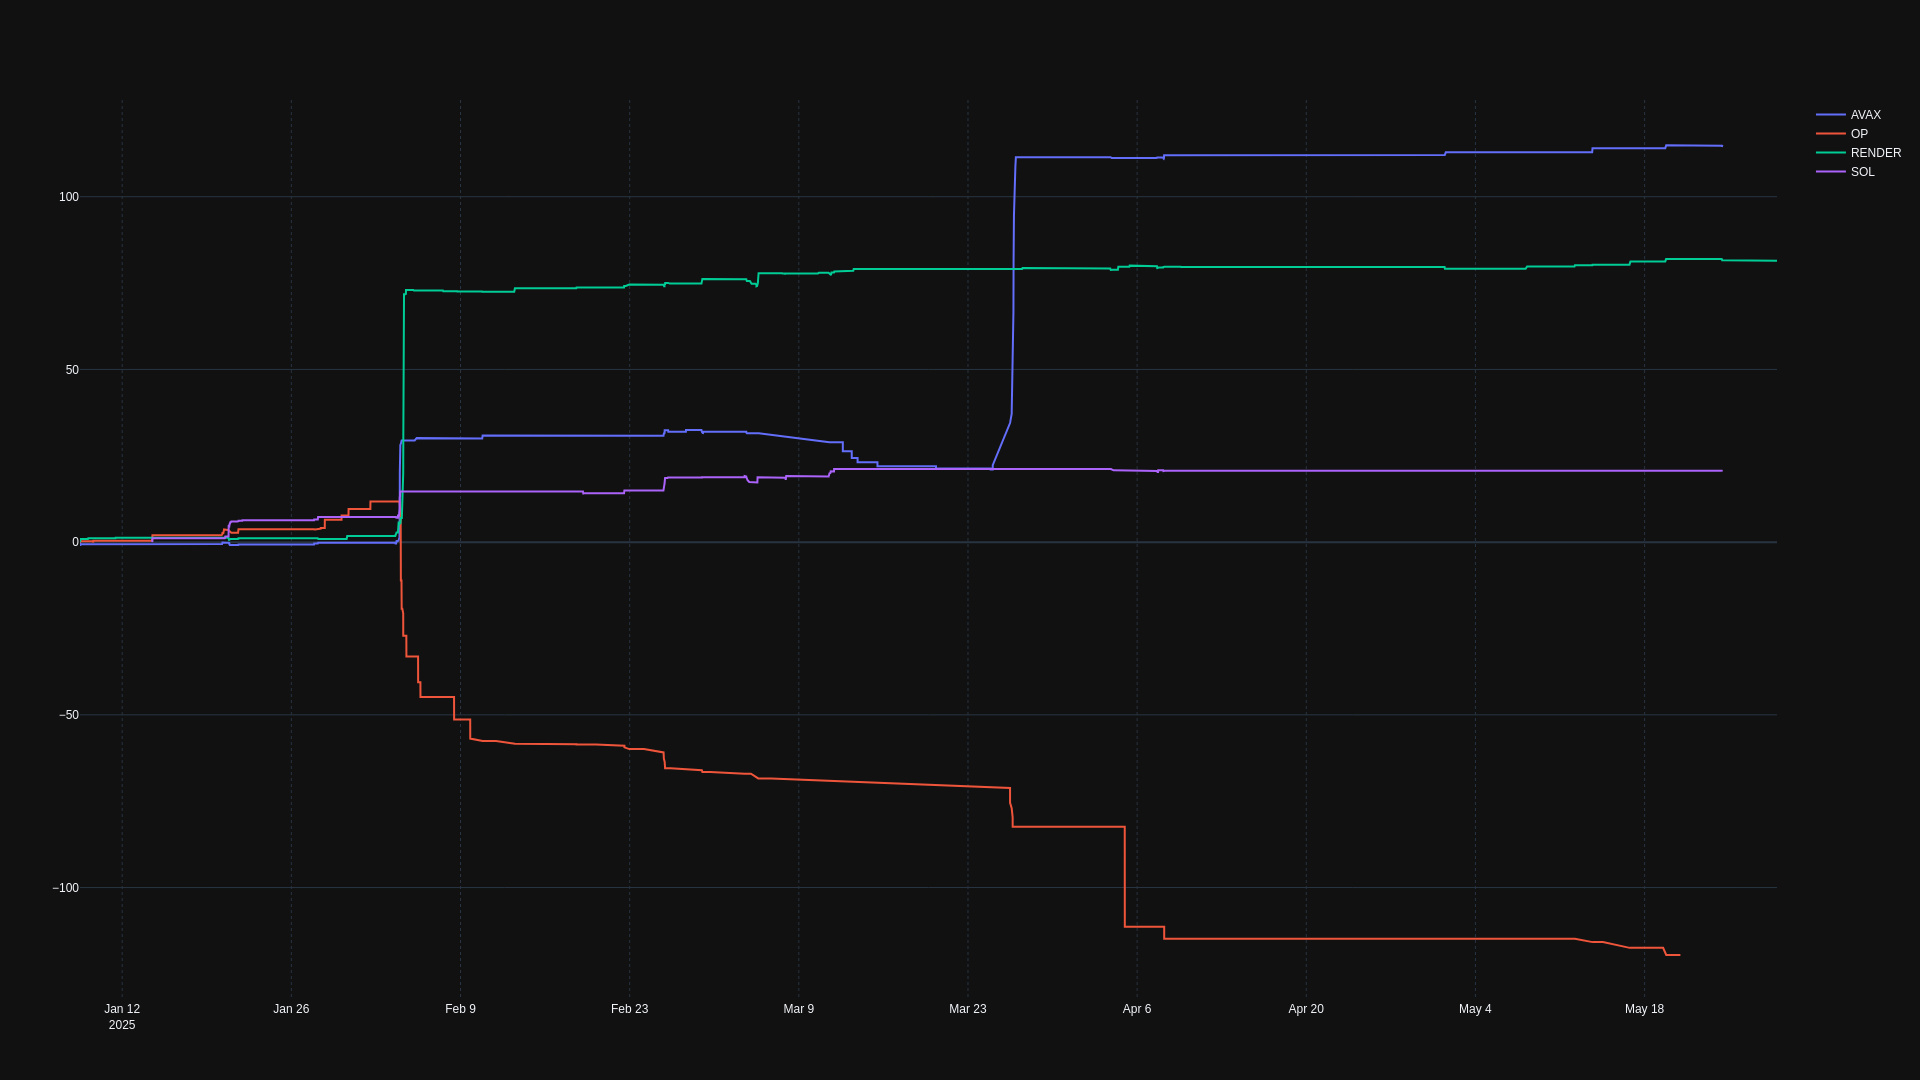 AVAX
OP
RENDER
SOL
100
50
0
−50
−100
Jan 12
2025
Jan 26
Feb 9
Feb 23
Mar 9
Mar 23
Apr 6
Apr 20
May 4
May 18